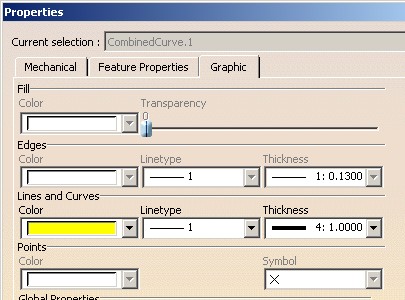 Properties
Current selection : CombinedCurve.1
Mechanical Feature Properties Graphic
Fill
Color Transparency
0
Edges
Color Linetype Thickness
1 1: 0.1300
Lines and Curves
Color Linetype Thickness
1 4: 1.0000
Points
Color Symbol
Global Properties